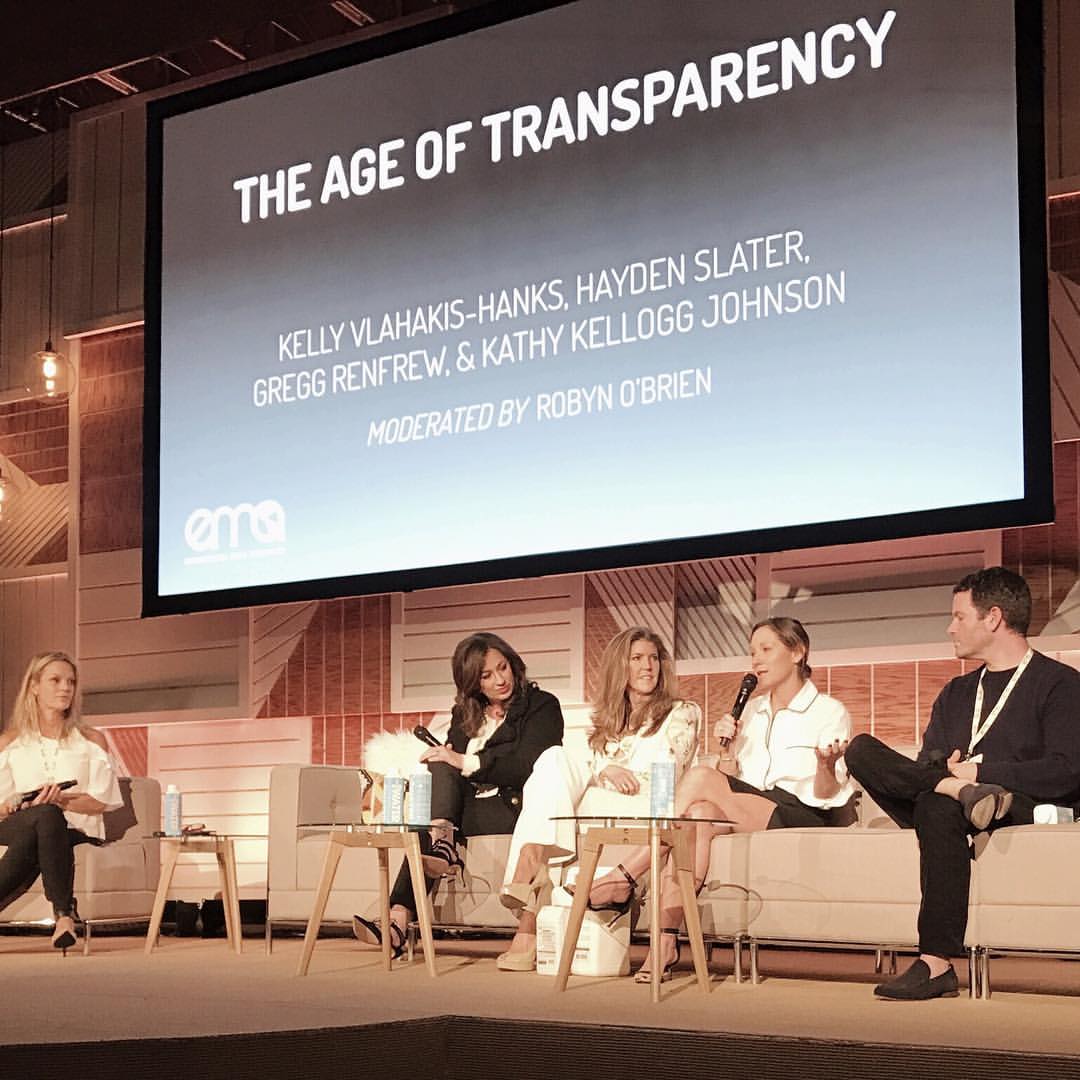 THE AGE OF TRANSPARENCY
KELLY VLAHAKIS-HANKS, HAYDEN SLATER,
GREGG RENFREW, & KATHY KELLOGG JOHNSON
MODERATED BY ROBYN O'BRIEN
ema